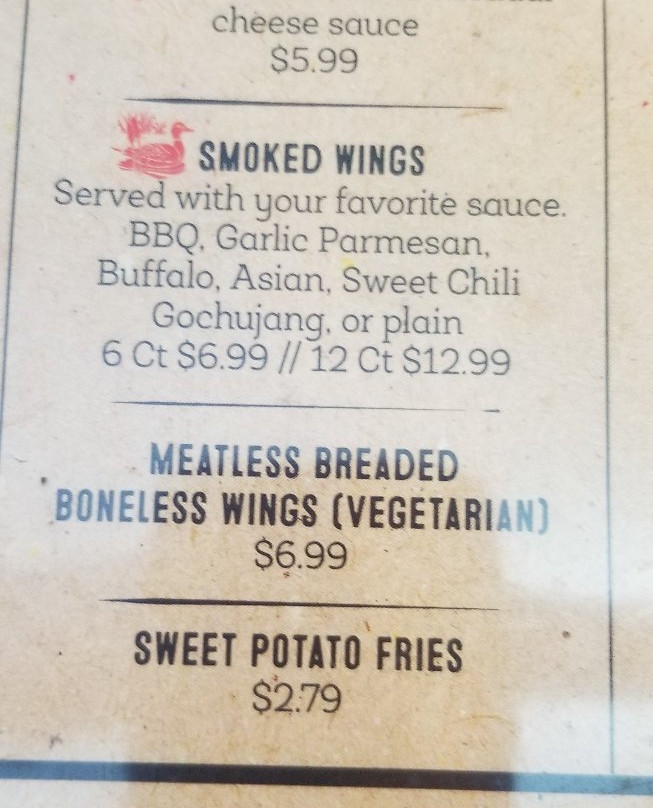 cheese sauce
$5.99
SMOKED WINGS
Served with your favorite sauce.
BBQ, Garlic Parmesan,
Buffalo, Asian, Sweet Chili
Gochujang, or plain
6 Ct $6.99 // 12 Ct $12.99
MEATLESS BREADED
BONELESS WINGS (VEGETARIAN)
$6.99
SWEET POTATO FRIES
$2.79